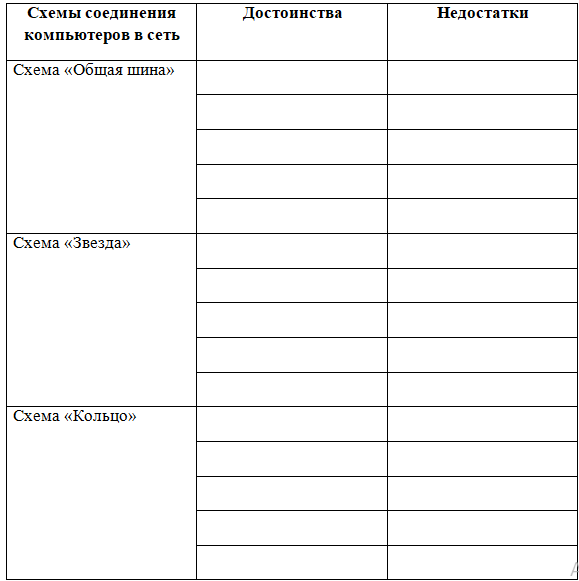 Схемы соединения
компьютеров в сеть
Достоинства
Недостатки
Схема «Общая шина»
Схема «Звезда»
Схема «Кольцо»